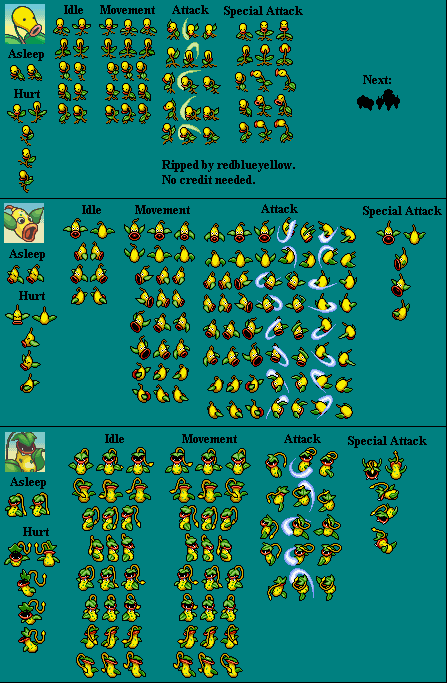 Idle Movement Attack Special Attack
Asleep
Next:
Hurt
Ripped by redblueyellow.
No credit needed.
Idle Movement Attack Special Attack
Asleep
Hurt
Idle Movement Attack Special Attack
Asleep
Hurt